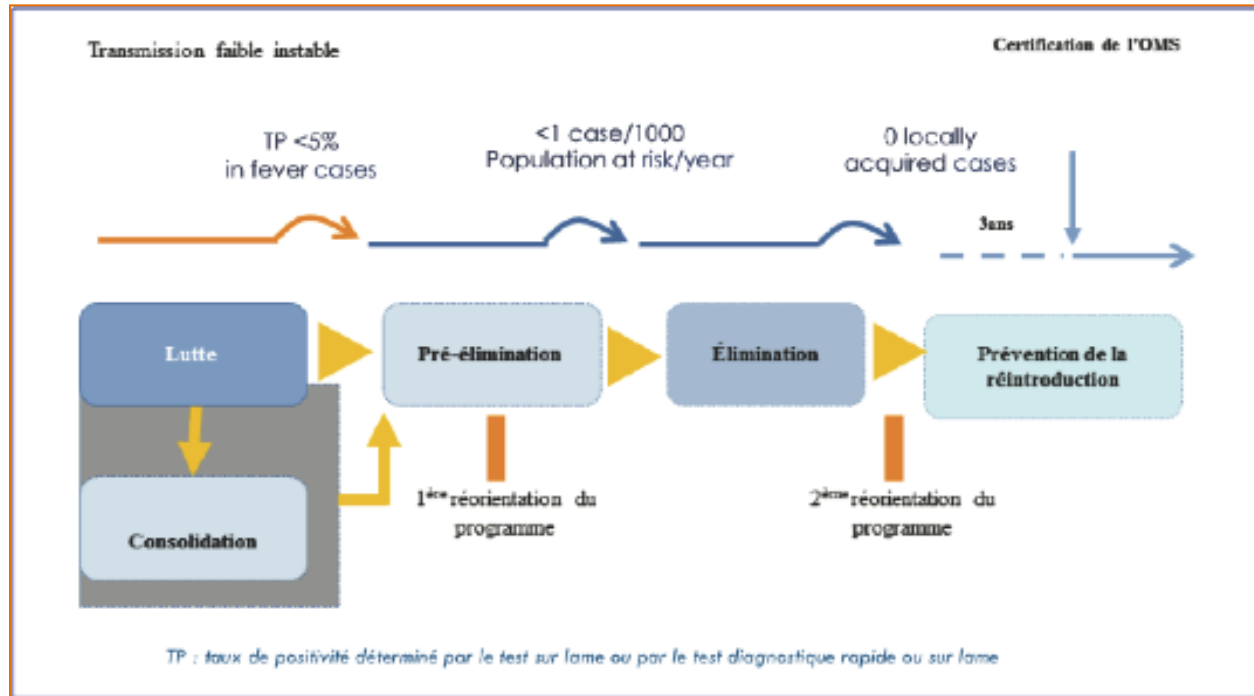 Transmission faible instable
Certification de l'OMS
TP <5%
in fever cases
<1 case/1000
Population at risk/year
0 locally
acquired cases
3ans
Lutte
Pré-élimination
Élimination
Prévention de la
réintroduction
Consolidation
1ère réorientation du
programme
2ème réorientation du
programme
TP : taux de positivité déterminé par le test sur lame ou par le test diagnostique rapide ou sur lame